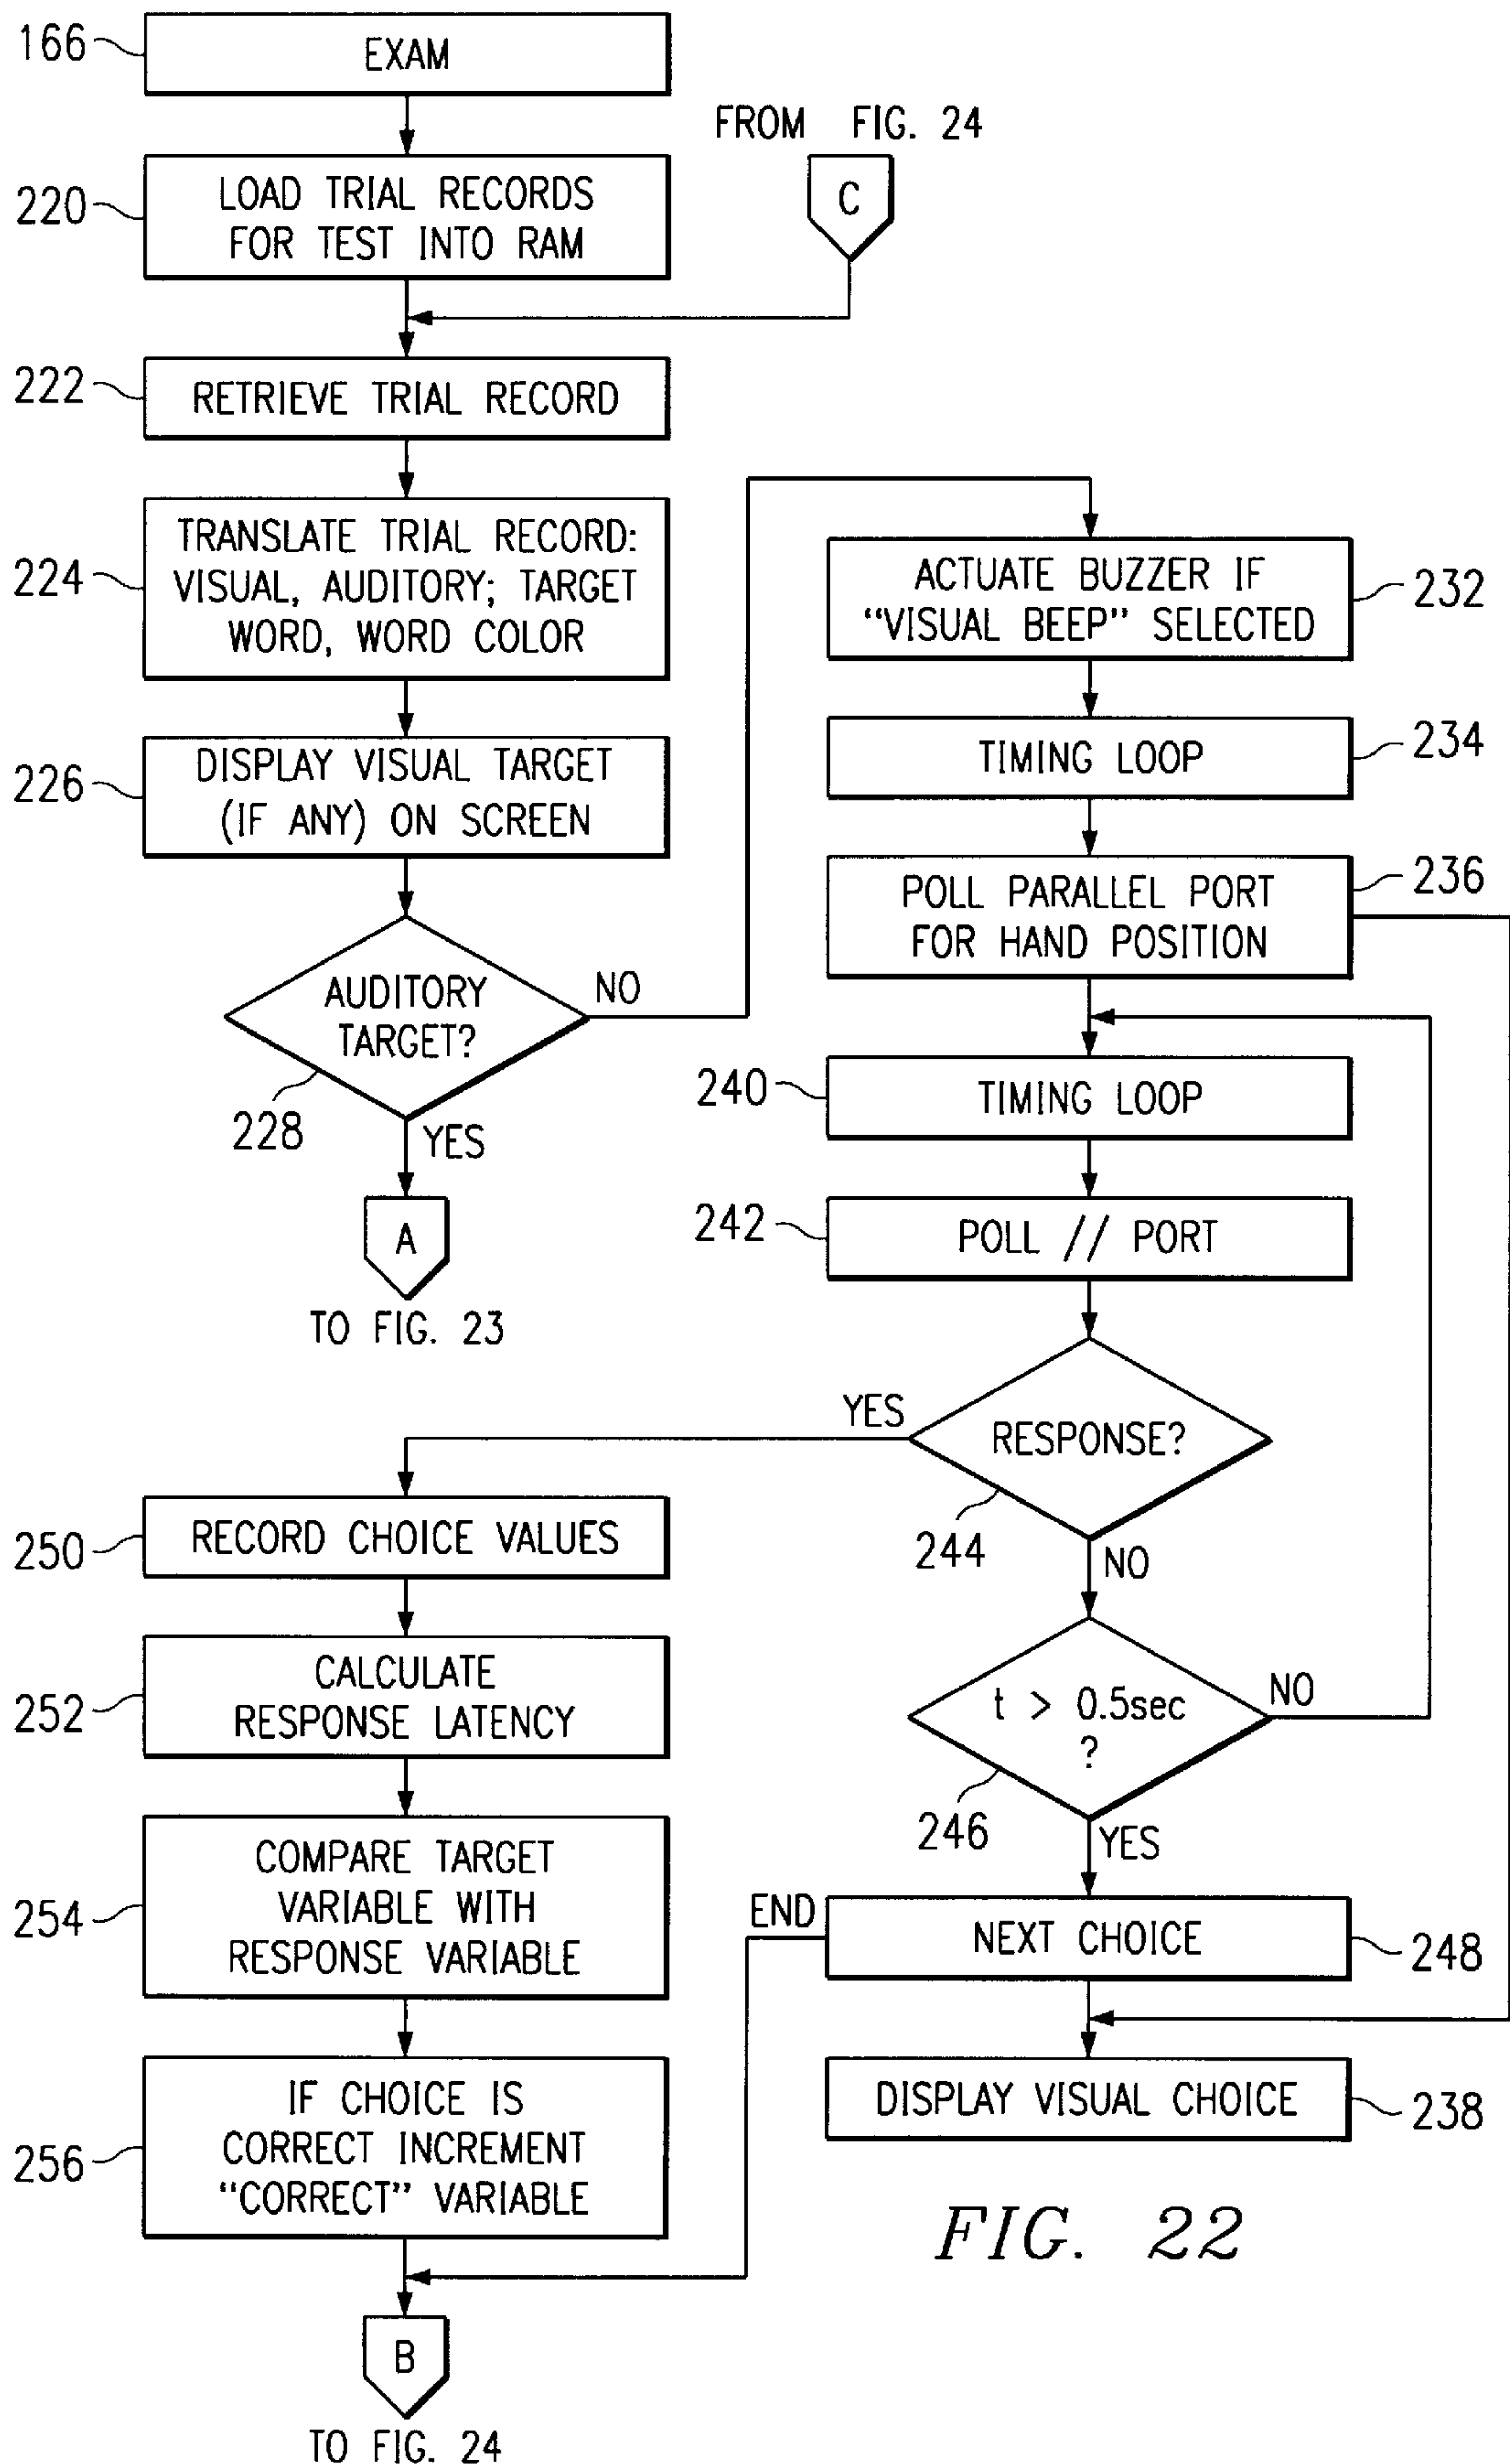 166
EXAM
FROM FIG. 24
C
220
LOAD TRIAL RECORDS
FOR TEST INTO RAM
222
RETRIEVE TRIAL RECORD
224
TRANSLATE TRIAL RECORD:
VISUAL, AUDITORY; TARGET
WORD, WORD COLOR
226
DISPLAY VISUAL TARGET
(IF ANY) ON SCREEN
AUDITORY
TARGET?
NO
228
YES
A
TO FIG. 23
ACTUATE BUZZER IF
“VISUAL BEEP” SELECTED
232
TIMING LOOP
234
POLL PARALLEL PORT
FOR HAND POSITION
236
240
TIMING LOOP
242
POLL // PORT
YES
RESPONSE?
244
NO
t > 0.5sec
?
NO
246
YES
END
NEXT CHOICE
248
DISPLAY VISUAL CHOICE
238
250
RECORD CHOICE VALUES
252
CALCULATE
RESPONSE LATENCY
254
COMPARE TARGET
VARIABLE WITH
RESPONSE VARIABLE
256
IF CHOICE IS
CORRECT INCREMENT
“CORRECT” VARIABLE
B
TO FIG. 24
FIG. 22